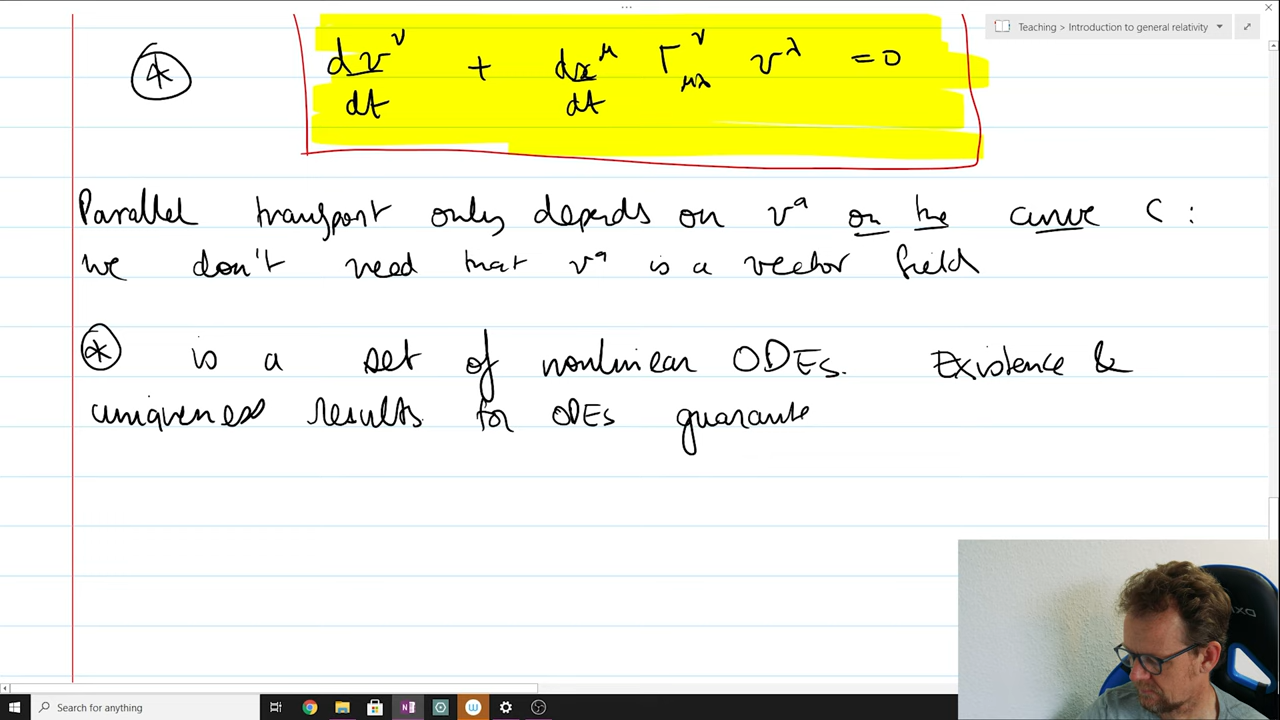 Teaching > Introduction to general relativity
⊛ dv^ν/dt + dx^μ/dt Γ^ν_μλ v^λ = 0
Parallel transport only depends on v^a on the curve C :
we don't need that v^a is a vector field
⊛ is a set of nonlinear ODEs. Existence &
uniqueness results for ODEs guarante
Search for anything